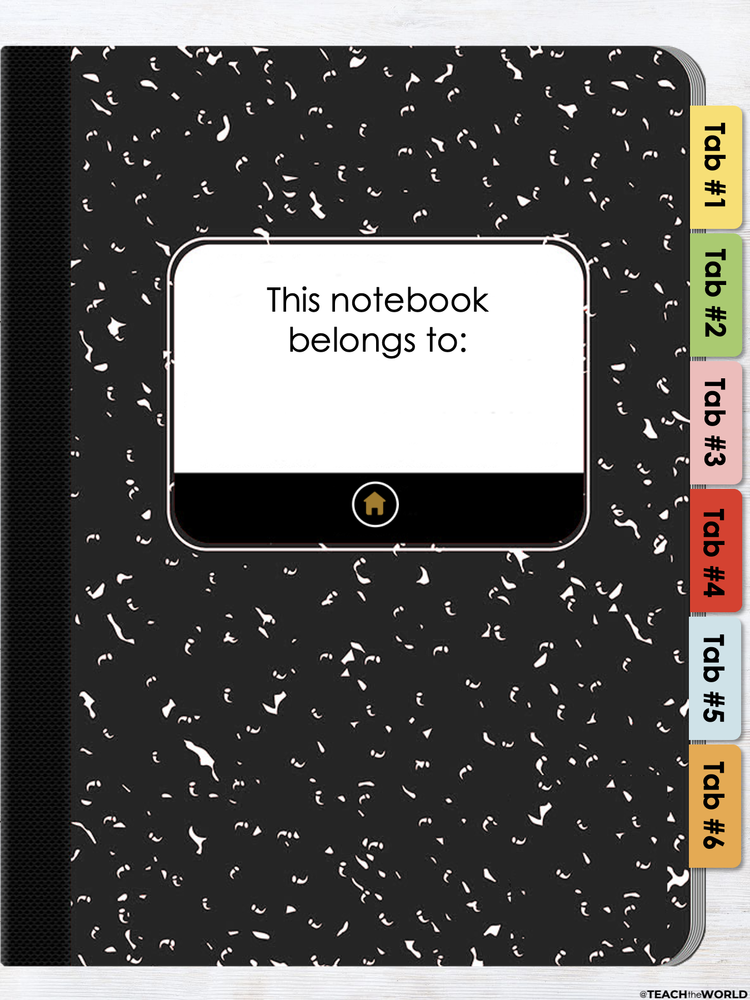 This notebook
belongs to:
Tab #1
Tab #2
Tab #3
Tab #4
Tab #5
Tab #6
@TEACHtheWORLD